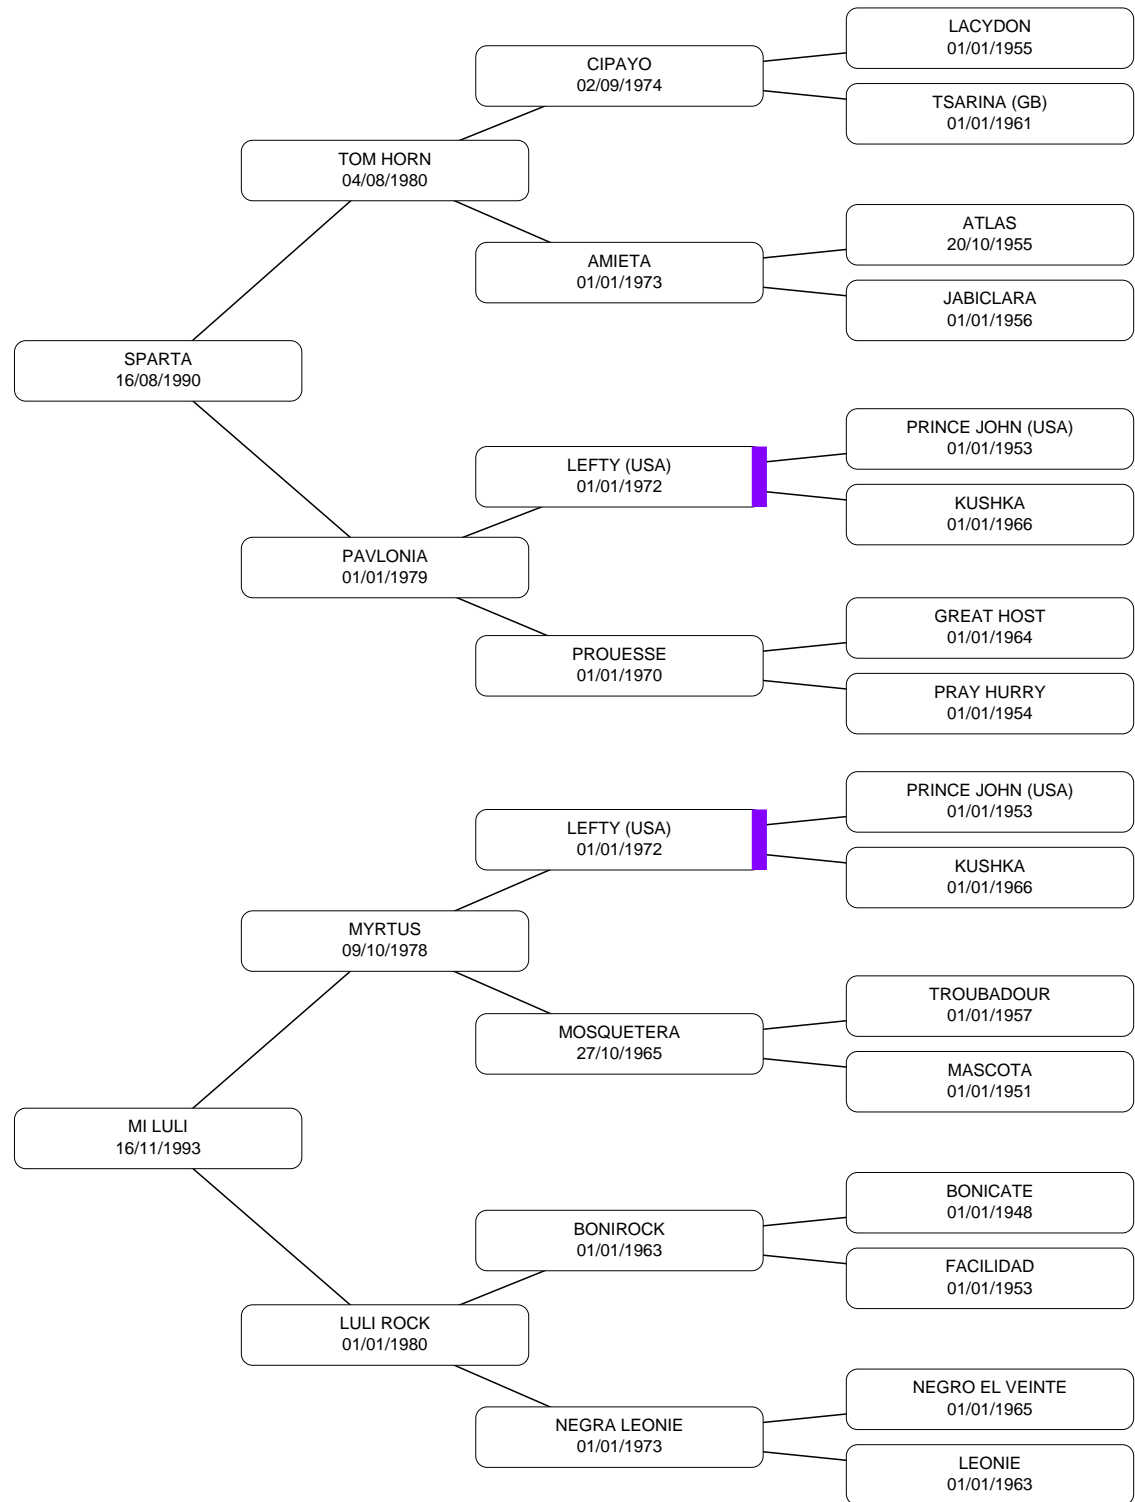 LACYDON
01/01/1955
CIPAYO
02/09/1974
TSARINA (GB)
01/01/1961
TOM HORN
04/08/1980
ATLAS
20/10/1955
AMIETA
01/01/1973
JABICLARA
01/01/1956
SPARTA
16/08/1990
PRINCE JOHN (USA)
01/01/1953
LEFTY (USA)
01/01/1972
KUSHKA
01/01/1966
PAVLONIA
01/01/1979
GREAT HOST
01/01/1964
PROUESSE
01/01/1970
PRAY HURRY
01/01/1954
PRINCE JOHN (USA)
01/01/1953
LEFTY (USA)
01/01/1972
KUSHKA
01/01/1966
MYRTUS
09/10/1978
TROUBADOUR
01/01/1957
MOSQUETERA
27/10/1965
MASCOTA
01/01/1951
MI LULI
16/11/1993
BONICATE
01/01/1948
BONIROCK
01/01/1963
FACILIDAD
01/01/1953
LULI ROCK
01/01/1980
NEGRO EL VEINTE
01/01/1965
NEGRA LEONIE
01/01/1973
LEONIE
01/01/1963